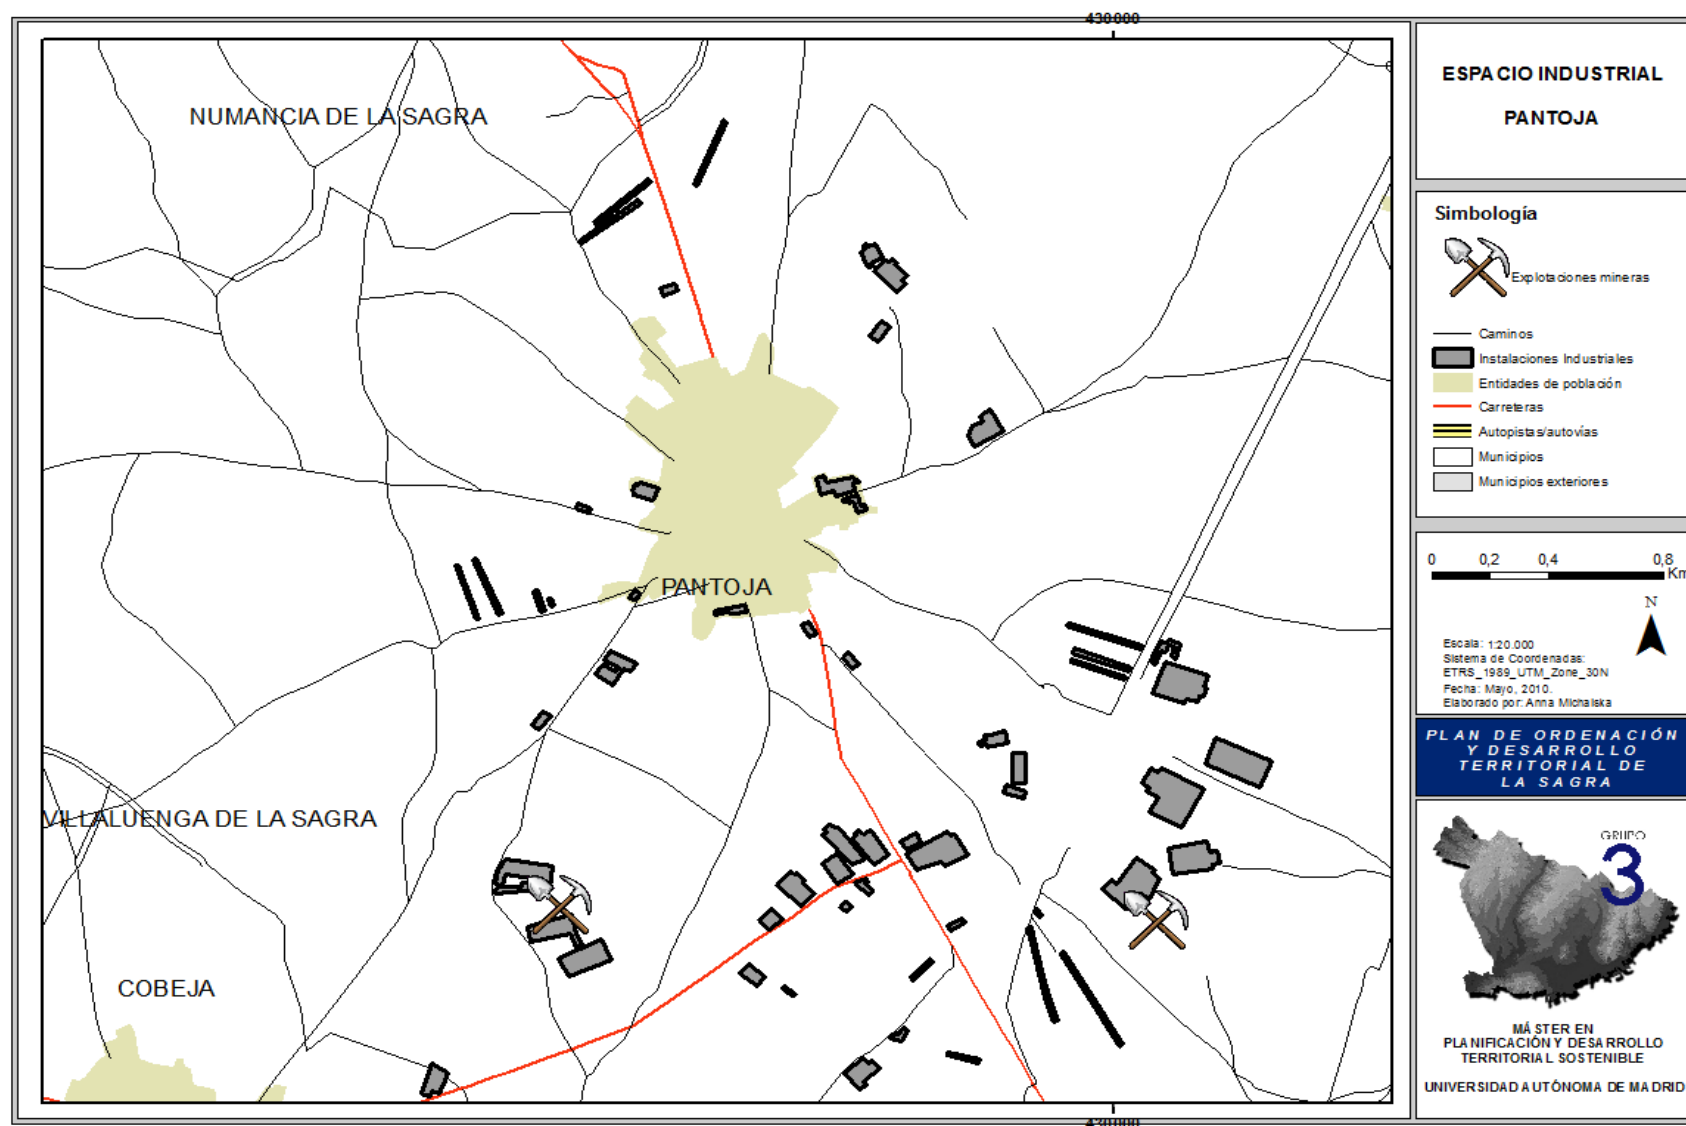 430000
NUMANCIA DE LA SAGRA
PANTOJA
VILLALUENGA DE LA SAGRA
COBEJA
430000
ESPACIO INDUSTRIAL
PANTOJA
Simbología
Explotaciones mineras
Caminos
Instalaciones Industriales
Entidades de población
Carreteras
Autopistas/autovías
Municipios
Municipios exteriores
0 0,2 0,4 0,8
Km
N
Escala: 1:20.000
Sistema de Coordenadas:
ETRS_1989_UTM_Zone_30N
Fecha: Mayo, 2010.
Elaborado por: Anna Michalska
PLAN DE ORDENACIÓN
Y DESARROLLO
TERRITORIAL DE
LA SAGRA
GRUPO
3
MÁSTER EN
PLANIFICACIÓN Y DESARROLLO
TERRITORIAL SOSTENIBLE
UNIVERSIDAD AUTÓNOMA DE MADRID